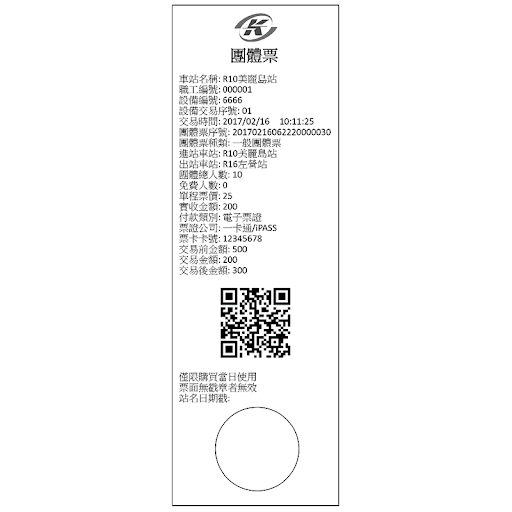 K
團體票
車站名稱: R10美麗島站
職工編號: 000001
設備編號: 6666
設備交易序號: 01
交易時間: 2017/02/16 10:11:25
團體票序號: 20170216062220000030
團體票種類: 一般團體票
進站車站: R10美麗島站
出站車站: R16左營站
團體總人數: 10
免費人數: 0
單程票價: 25
實收金額: 200
付款類別: 電子票證
票證公司: 一卡通/iPASS
票卡卡號: 12345678
交易前金額: 500
交易金額: 200
交易後金額: 300
僅限購買當日使用
票面無戳章者無效
站名日期戳: